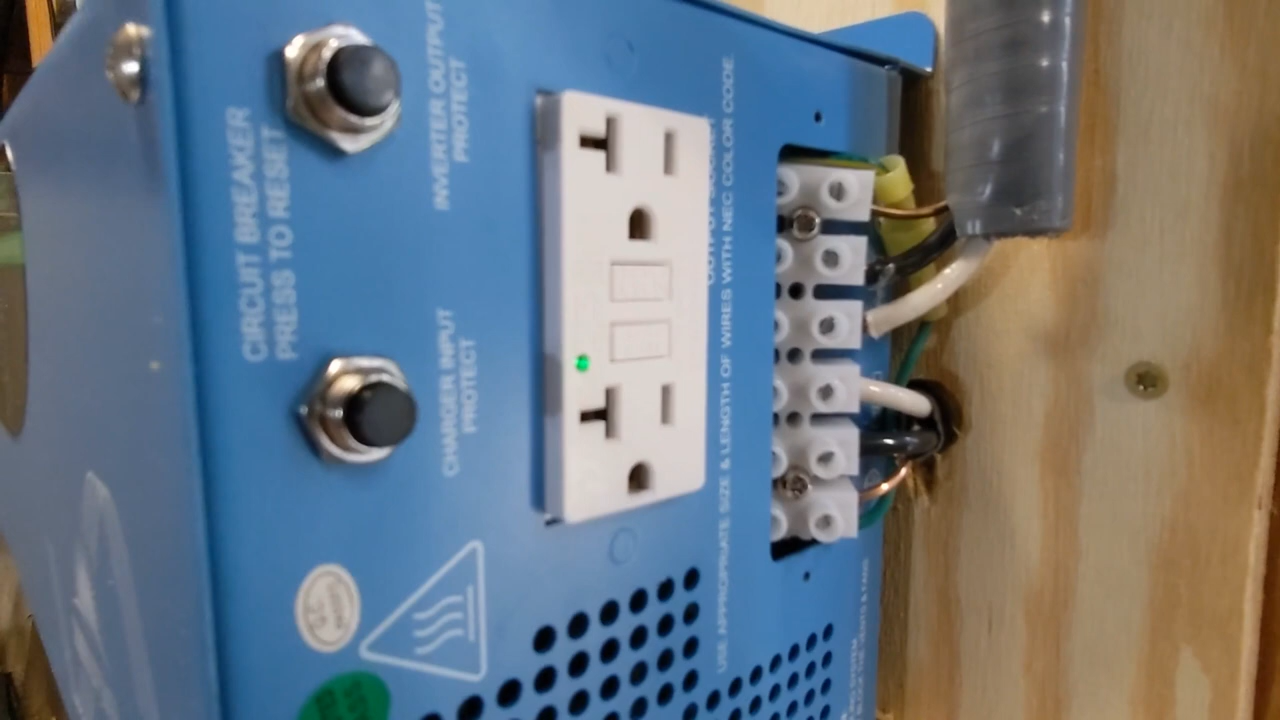 CIRCUIT BREAKER
PRESS TO RESET
INVERTER OUTPUT
PROTECT
CHARGER INPUT
PROTECT
USE APPROPRIATE SIZE & LENGTH OF WIRES WITH NEC COLOR CODE